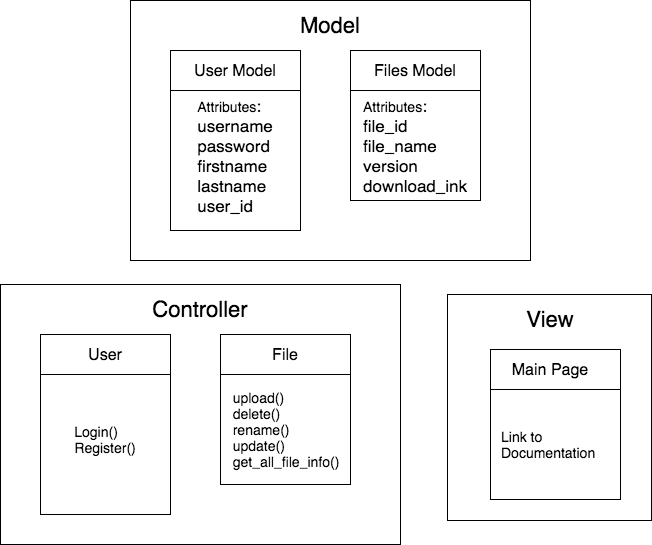 Model
User Model
Attributes:
username
password
firstname
lastname
user_id
Files Model
Attributes:
file_id
file_name
version
download_ink
Controller
User
Login()
Register()
File
upload()
delete()
rename()
update()
get_all_file_info()
View
Main Page
Link to
Documentation